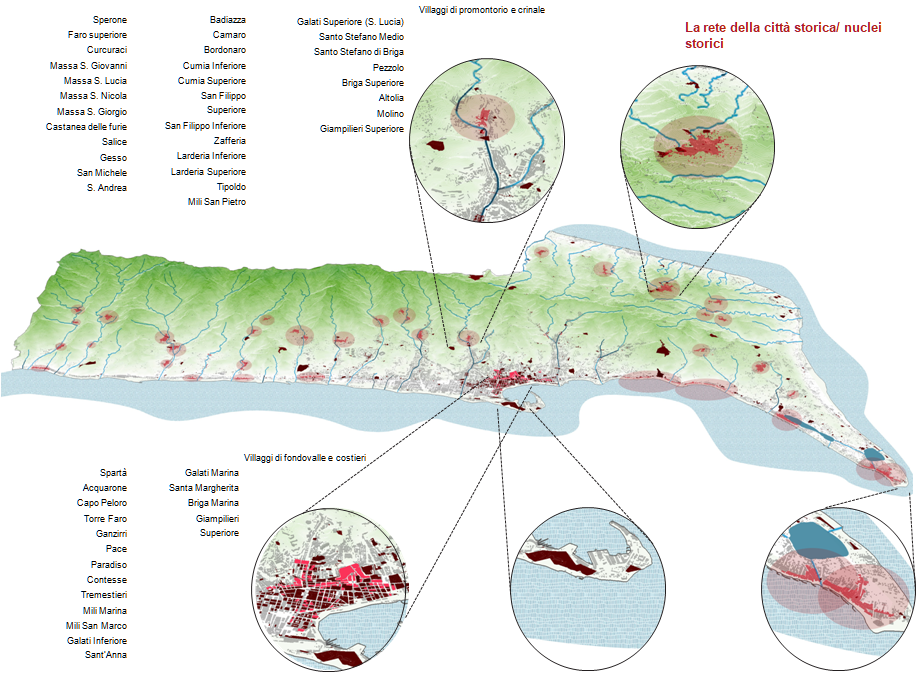 Villaggi di promontorio e crinale
La rete della città storica/ nuclei
storici
Sperone
Faro superiore
Curcuraci
Massa S. Giovanni
Massa S. Lucia
Massa S. Nicola
Massa S. Giorgio
Castanea delle furie
Salice
Gesso
San Michele
S. Andrea
Badiazza
Camaro
Bordonaro
Cumia Inferiore
Cumia Superiore
San Filippo
Superiore
San Filippo Inferiore
Zafferia
Larderia Inferiore
Larderia Superiore
Tipoldo
Mili San Pietro
Galati Superiore (S. Lucia)
Santo Stefano Medio
Santo Stefano di Briga
Pezzolo
Briga Superiore
Altolia
Molino
Giampilieri Superiore
Villaggi di fondovalle e costieri
Spartà
Acquarone
Capo Peloro
Torre Faro
Ganzirri
Pace
Paradiso
Contesse
Tremestieri
Mili Marina
Mili San Marco
Galati Inferiore
Sant'Anna
Galati Marina
Santa Margherita
Briga Marina
Giampilieri
Superiore